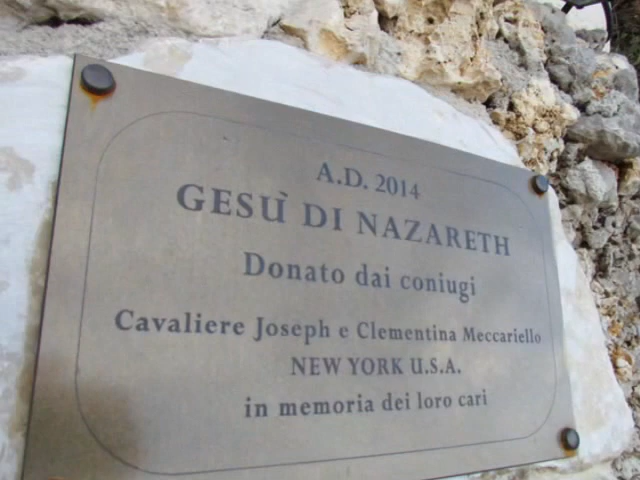 A.D. 2014
GESÙ DI NAZARETH
Donato dai coniugi
Cavaliere Joseph e Clementina Meccariello
NEW YORK U.S.A.
in memoria dei loro cari